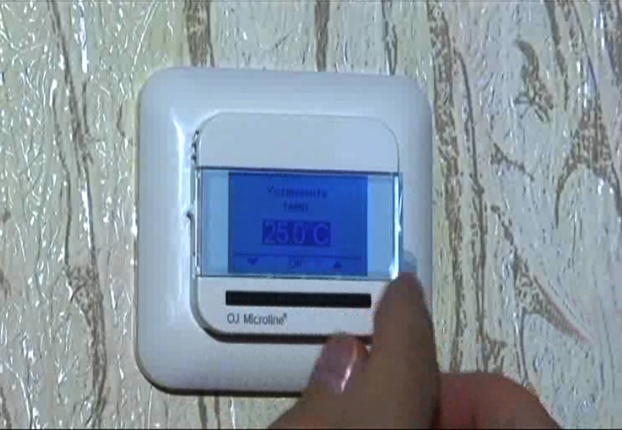 Установите
темп.
25.0°C
OK
OJ Microline®